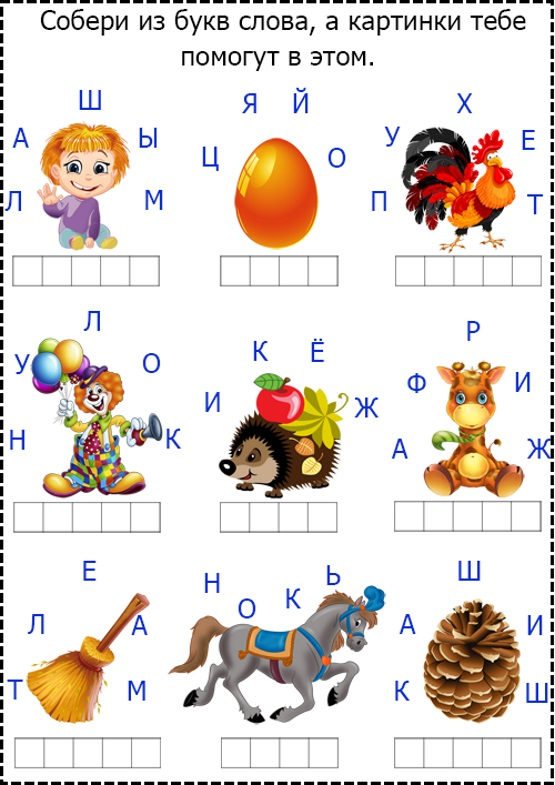 Собери из букв слова, а картинки тебе
помогут в этом.
Ш
А Ы
Л М
Я Й
Ц О
Х
У Е
П Т
Л
У О
Н К
К Ё
И Ж
Р
Ф И
А Ж
Е
Л А
Т М
Н О К Ь
Ш
А И
К Ш